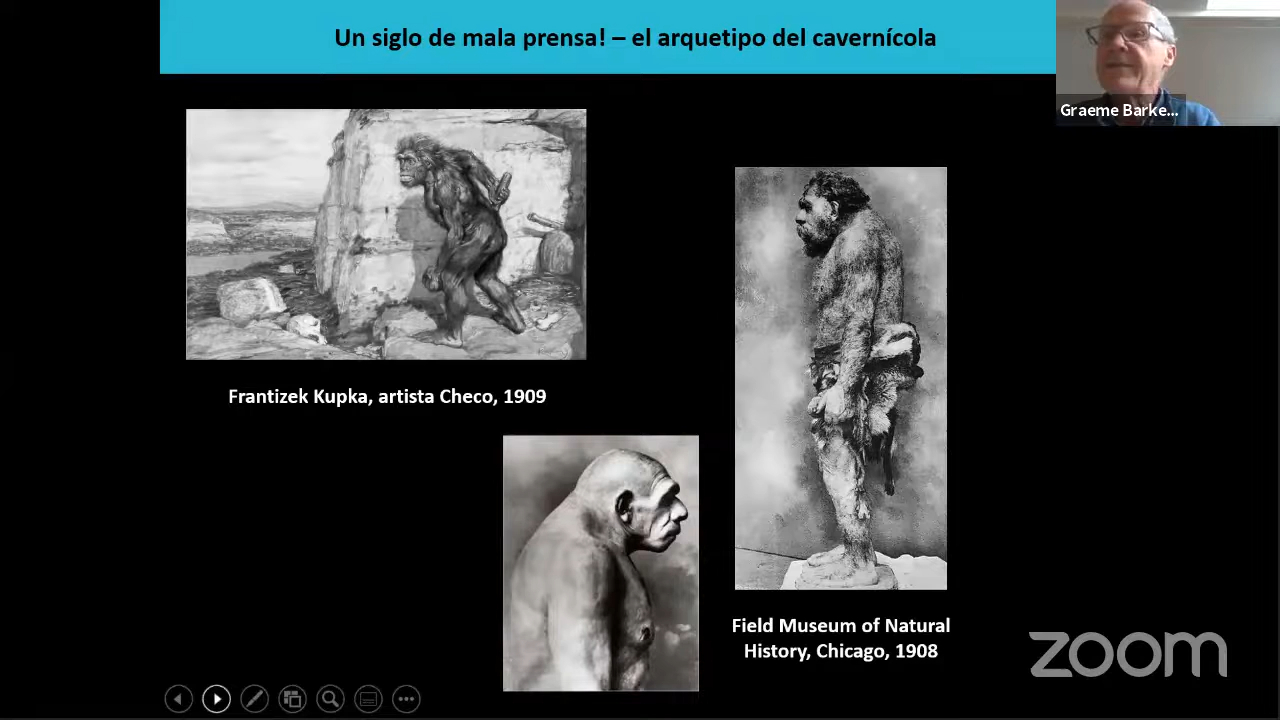 Un siglo de mala prensa! – el arquetipo del cavernícola
Graeme Barke...
Frantizek Kupka, artista Checo, 1909
Field Museum of Natural
History, Chicago, 1908
zoom